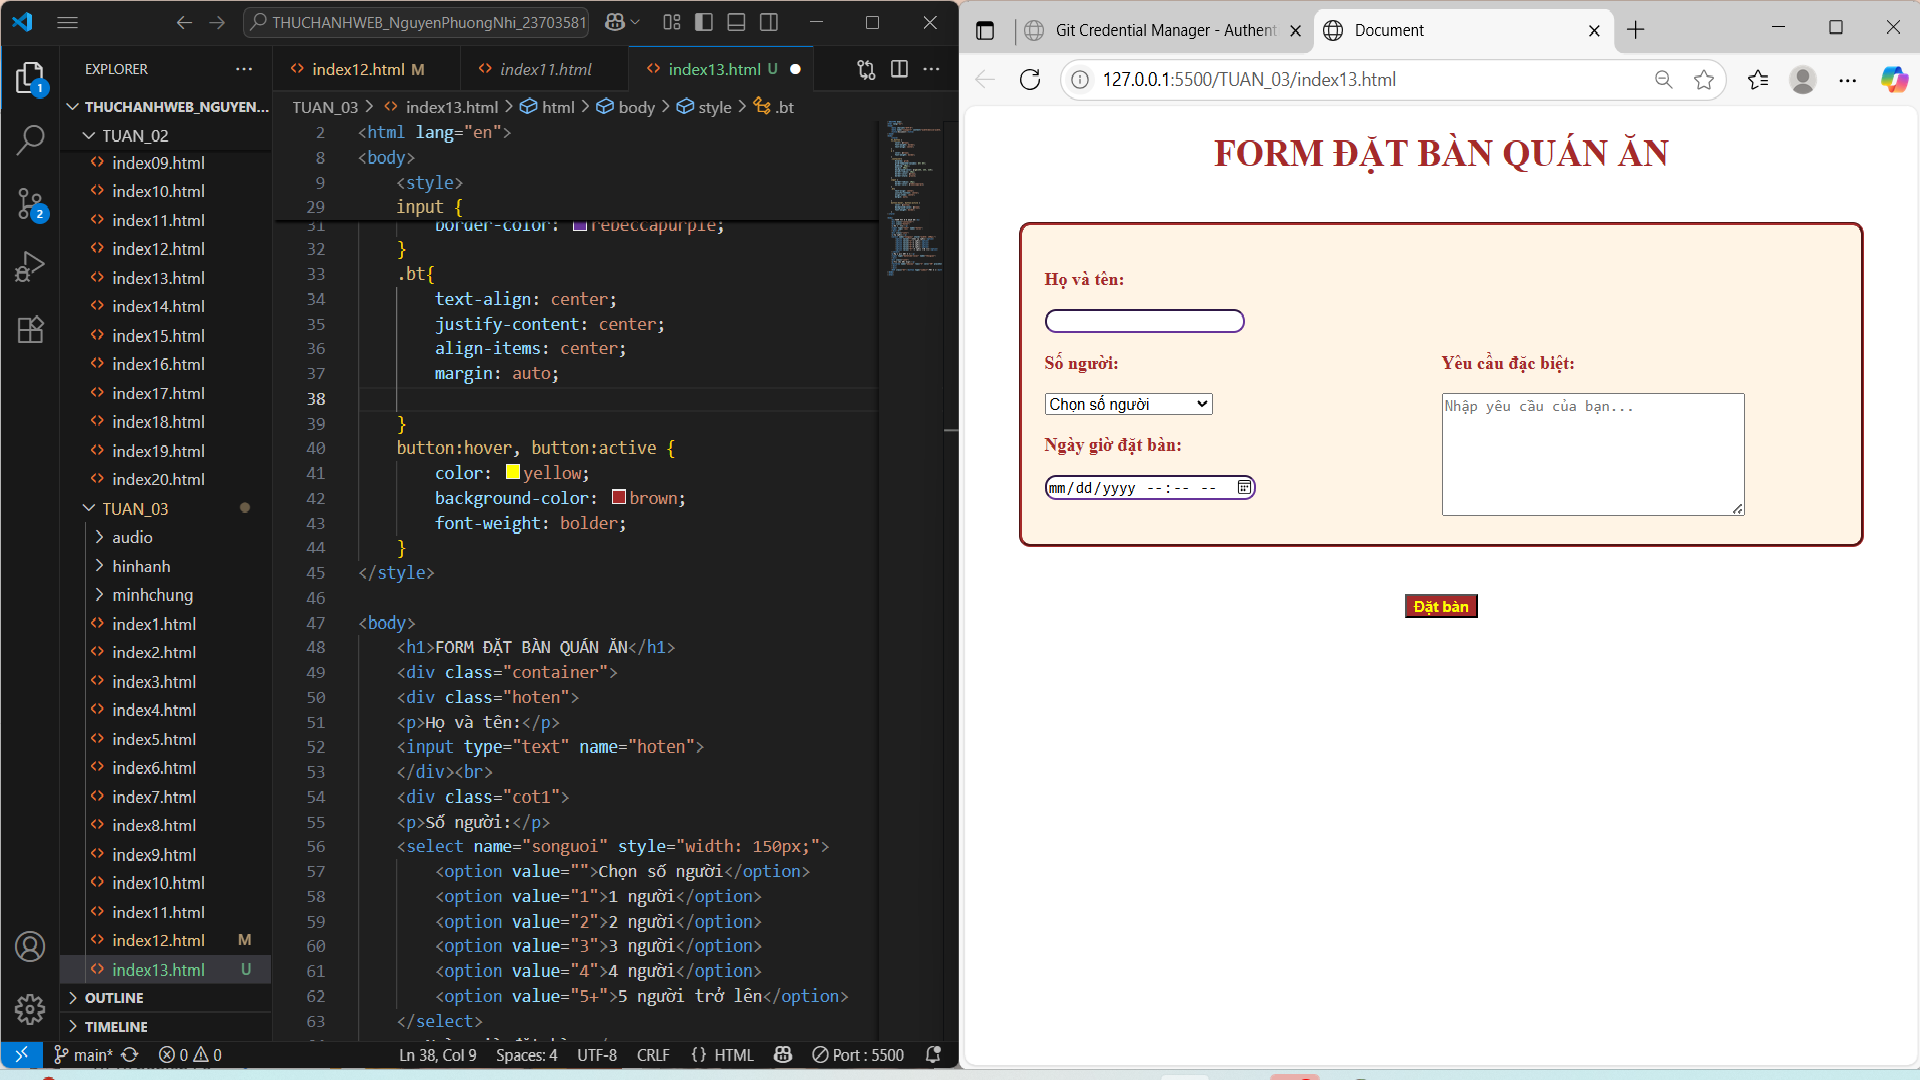 THUCHANHWEB_NguyenPhuongNhi_23703581
EXPLORER
THUCHANHWEB_NGUYEN...
TUAN_02
index09.html
index10.html
index11.html
index12.html
index13.html
index14.html
index15.html
index16.html
index17.html
index18.html
index19.html
index20.html
TUAN_03
audio
hinhanh
minhchung
index1.html
index2.html
index3.html
index4.html
index5.html
index6.html
index7.html
index8.html
index9.html
index10.html
index11.html
index12.html M
index13.html U
OUTLINE
TIMELINE
1
2
index12.html M
index11.html
index13.html U
TUAN_03 > index13.html > html > body > style > .bt
2 <html lang="en">
8 <body>
9 <style>
29 input {
31 border-color: rebeccapurple;
32 }
33 .bt{
34 text-align: center;
35 justify-content: center;
36 align-items: center;
37 margin: auto;
38
39 }
40 button:hover, button:active {
41 color: yellow;
42 background-color: brown;
43 font-weight: bolder;
44 }
45 </style>
46
47 <body>
48 <h1>FORM ĐẶT BÀN QUÁN ĂN</h1>
49 <div class="container">
50 <div class="hoten">
51 <p>Họ và tên:</p>
52 <input type="text" name="hoten">
53 </div><br>
54 <div class="cot1">
55 <p>Số người:</p>
56 <select name="songuoi" style="width: 150px;">
57 <option value="">Chọn số người</option>
58 <option value="1">1 người</option>
59 <option value="2">2 người</option>
60 <option value="3">3 người</option>
61 <option value="4">4 người</option>
62 <option value="5+">5 người trở lên</option>
63 </select>
main* 0 0
Ln 38, Col 9 Spaces: 4 UTF-8 CRLF {} HTML Port : 5500
Git Credential Manager - Authent
Document
127.0.0.1:5500/TUAN_03/index13.html
FORM ĐẶT BÀN QUÁN ĂN
Họ và tên:
Số người:
Chọn số người
Ngày giờ đặt bàn:
mm/dd/yyyy --:-- --
Yêu cầu đặc biệt:
Nhập yêu cầu của bạn...
Đặt bàn